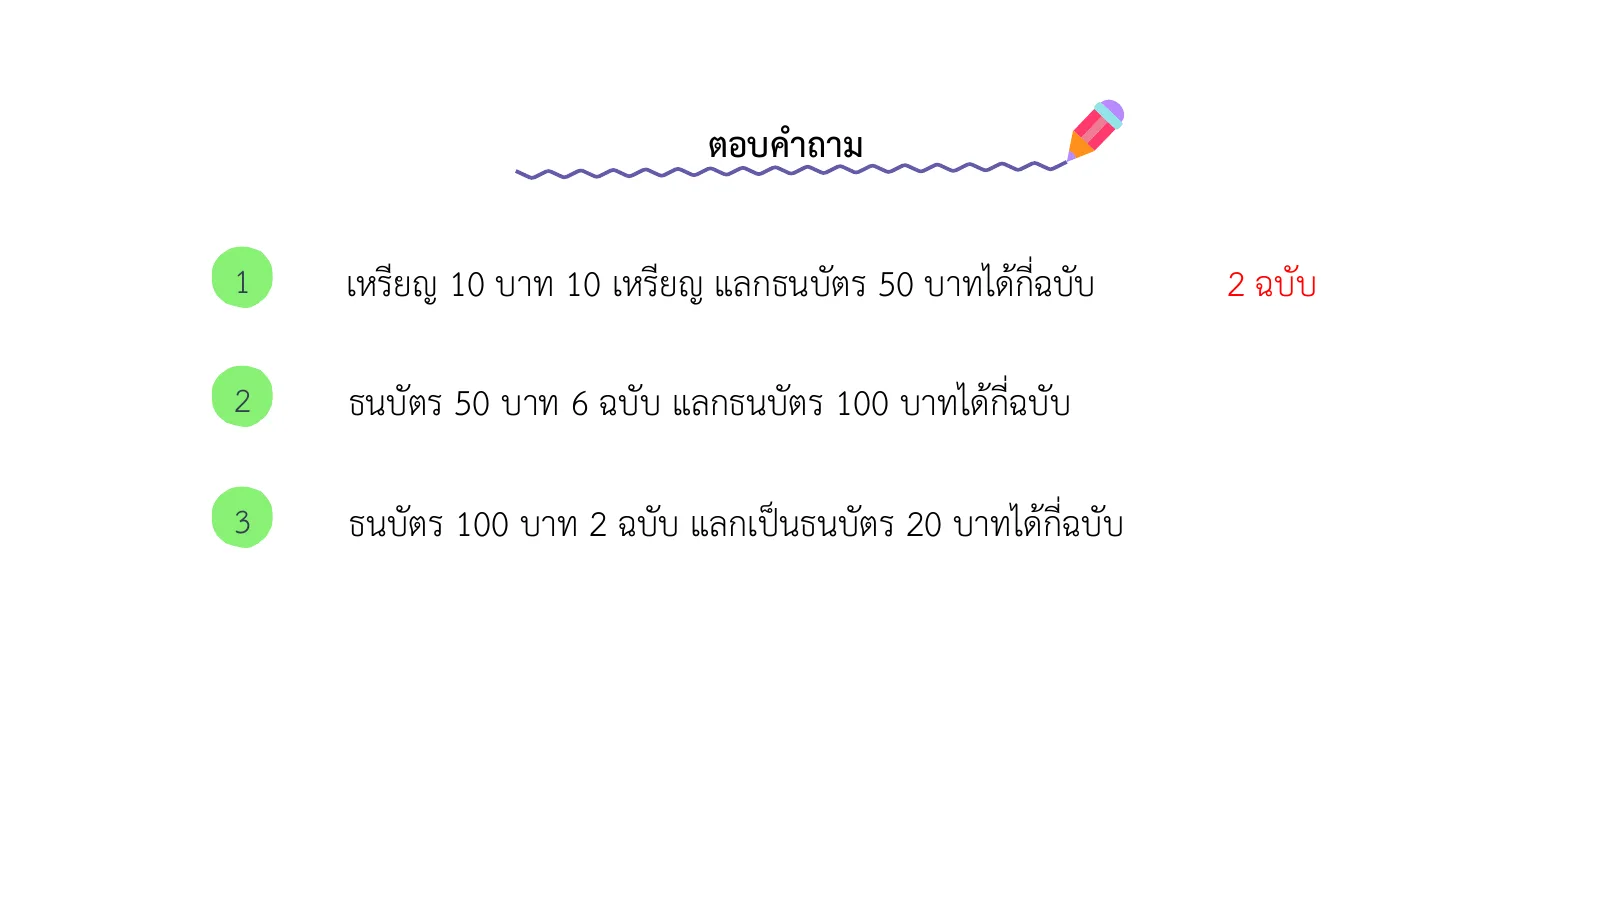 ตอบคำถาม
1 เหรียญ 10 บาท 10 เหรียญ แลกธนบัตร 50 บาทได้กี่ฉบับ 2 ฉบับ
2 ธนบัตร 50 บาท 6 ฉบับ แลกธนบัตร 100 บาทได้กี่ฉบับ
3 ธนบัตร 100 บาท 2 ฉบับ แลกเป็นธนบัตร 20 บาทได้กี่ฉบับ